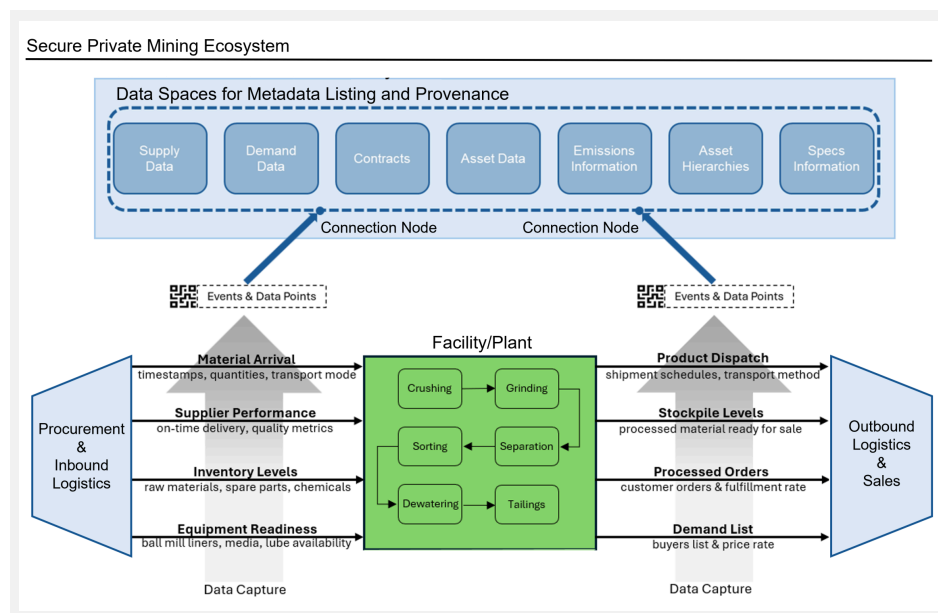 Secure Private Mining Ecosystem
Data Spaces for Metadata Listing and Provenance
Supply
Data
Demand
Data
Contracts
Asset Data
Emissions
Information
Asset
Hierarchies
Specs
Information
Connection Node
Connection Node
Events & Data Points
Events & Data Points
Facility/Plant
Procurement
&
Inbound
Logistics
Material Arrival
timestamps, quantities, transport mode
Supplier Performance
on-time delivery, quality metrics
Inventory Levels
raw materials, spare parts, chemicals
Equipment Readiness
ball mill liners, media, lube availability
Data Capture
Crushing
Grinding
Sorting
Separation
Dewatering
Tailings
Product Dispatch
shipment schedules, transport method
Stockpile Levels
processed material ready for sale
Processed Orders
customer orders & fulfillment rate
Demand List
buyers list & price rate
Data Capture
Outbound
Logistics
&
Sales